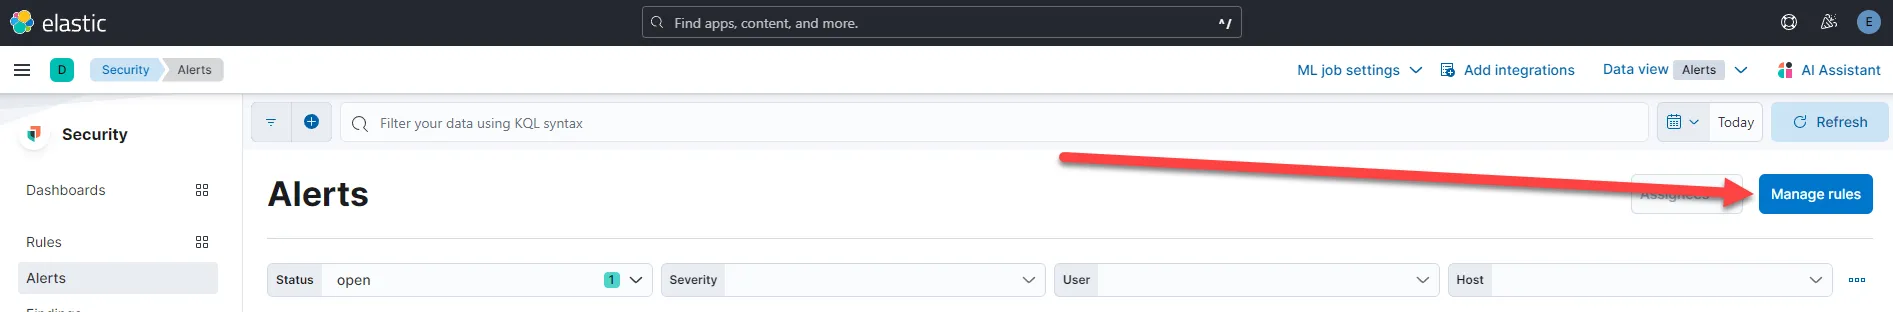 elastic
Find apps, content, and more.
^/
E
D
Security
Alerts
ML job settings
Add integrations
Data view
Alerts
AI Assistant
Security
Filter your data using KQL syntax
Today
Refresh
Dashboards
Alerts
Assignees
Manage rules
Rules
Alerts
Status
open
1
Severity
User
Host
Findings